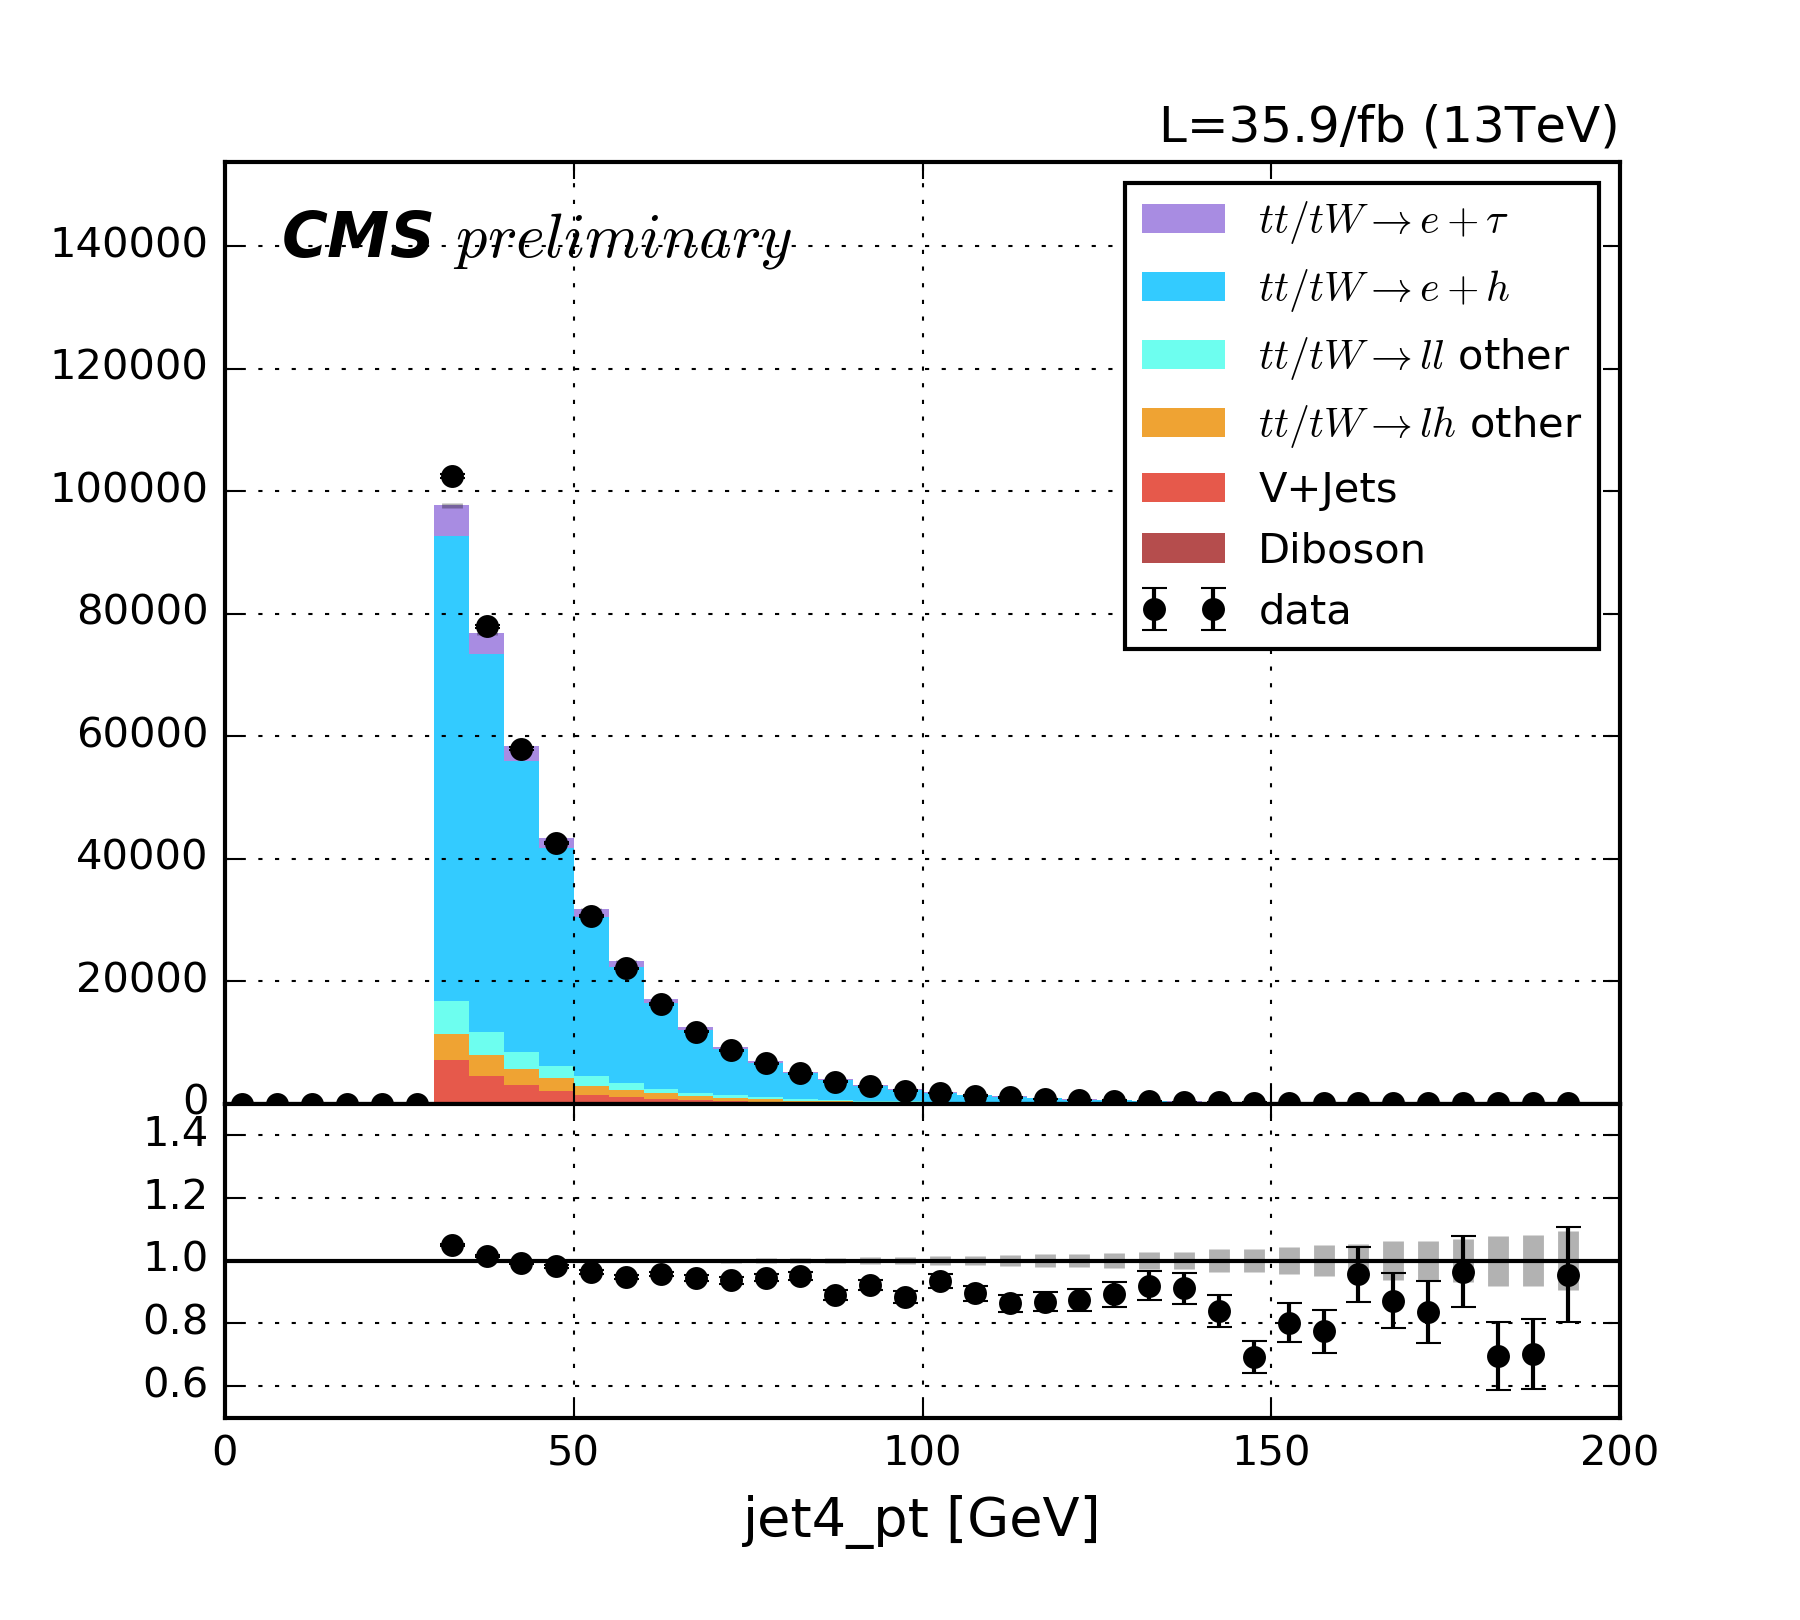 L=35.9/fb (13TeV)
CMS preliminary
140000
120000
100000
80000
60000
40000
20000
0
tt/tW→e+τ
tt/tW→e+h
tt/tW→ll other
tt/tW→lh other
V+Jets
Diboson
data
1.4
1.2
1.0
0.8
0.6
0 50 100 150 200
jet4_pt [GeV]